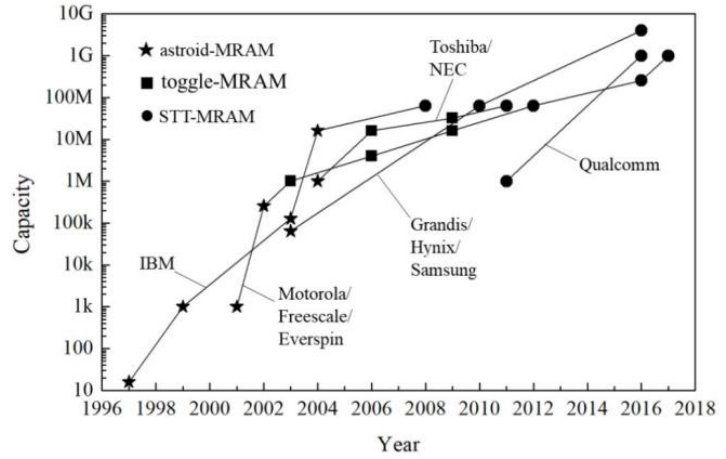 10G
1G
100M
10M
1M
100k
10k
1k
100
10
Capacity
astroid-MRAM
toggle-MRAM
STT-MRAM
Toshiba/
NEC
Qualcomm
Grandis/
Hynix/
Samsung
IBM
Motorola/
Freescale/
Everspin
1996 1998 2000 2002 2004 2006 2008 2010 2012 2014 2016 2018
Year